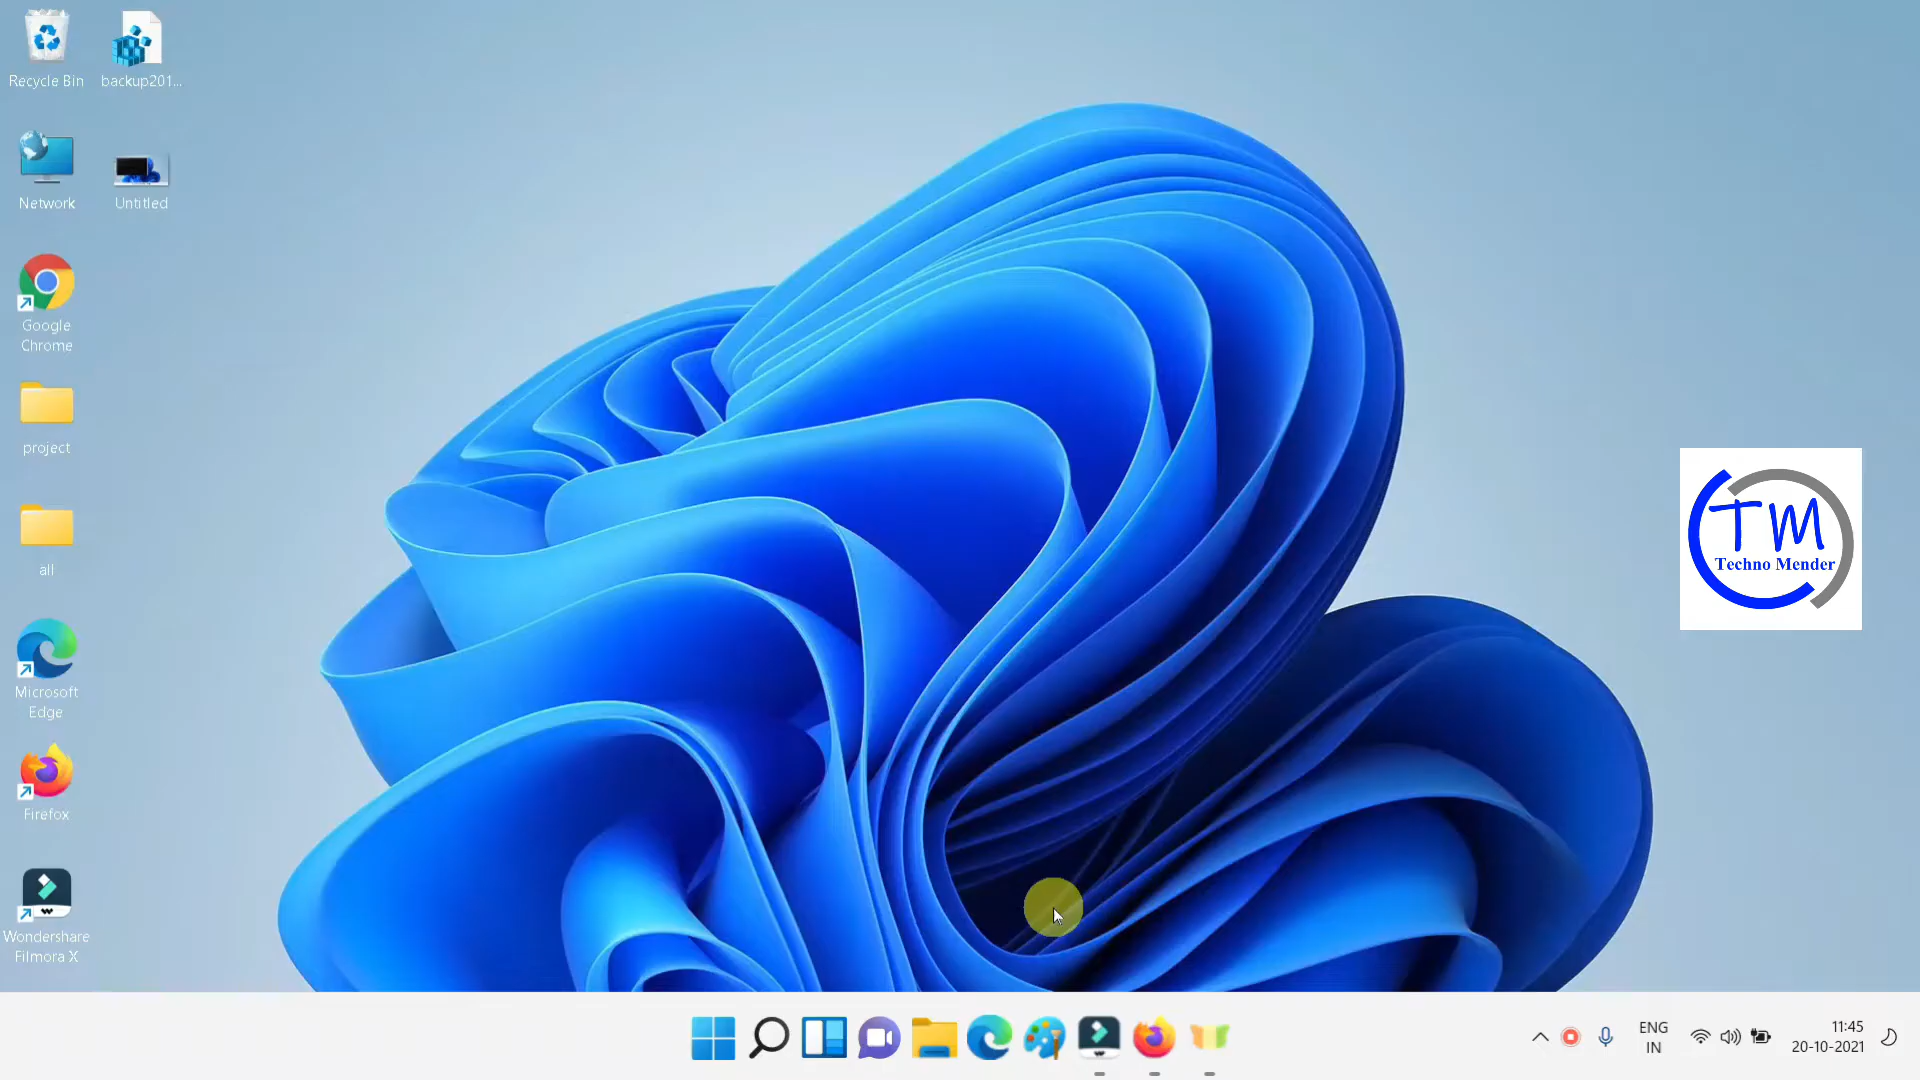 Recycle Bin
backup201...
Network
Untitled
Google
Chrome
project
all
Microsoft
Edge
Firefox
Wondershare
Filmora X
TM
Techno Mender
ENG
IN
11:45
20-10-2021